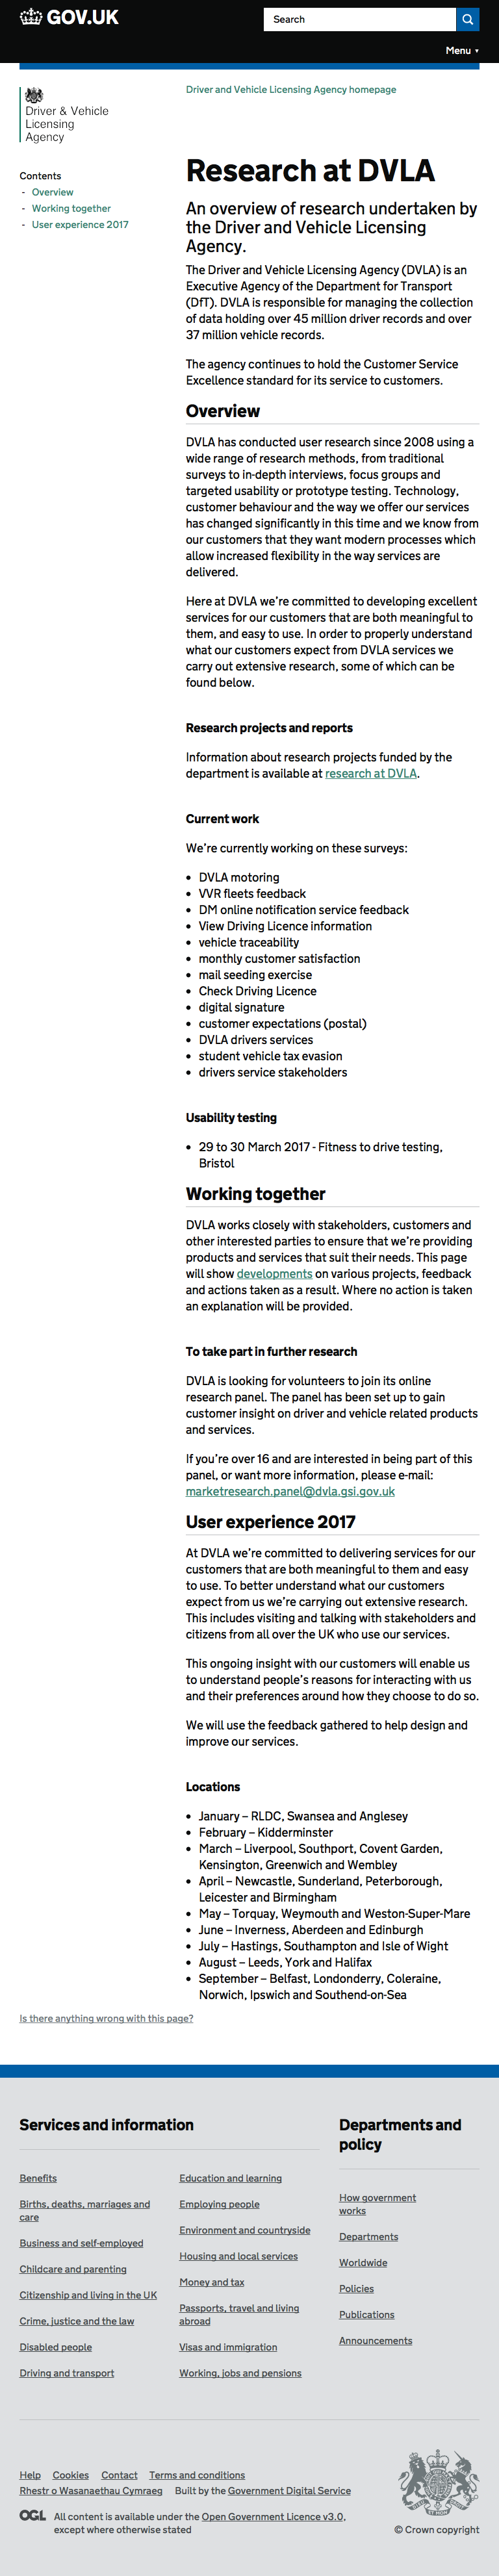 GOV.UK
Search
Menu ▼
Driver & Vehicle
Licensing
Agency
Driver and Vehicle Licensing Agency homepage
Contents
- Overview
- Working together
- User experience 2017
Research at DVLA
An overview of research undertaken by
the Driver and Vehicle Licensing
Agency.
The Driver and Vehicle Licensing Agency (DVLA) is an
Executive Agency of the Department for Transport
(DfT). DVLA is responsible for managing the collection
of data holding over 45 million driver records and over
37 million vehicle records.
The agency continues to hold the Customer Service
Excellence standard for its service to customers.
Overview
DVLA has conducted user research since 2008 using a
wide range of research methods, from traditional
surveys to in-depth interviews, focus groups and
targeted usability or prototype testing. Technology,
customer behaviour and the way we offer our services
has changed significantly in this time and we know from
our customers that they want modern processes which
allow increased flexibility in the way services are
delivered.
Here at DVLA we're committed to developing excellent
services for our customers that are both meaningful to
them, and easy to use. In order to properly understand
what our customers expect from DVLA services we
carry out extensive research, some of which can be
found below.
Research projects and reports
Information about research projects funded by the
department is available at research at DVLA.
Current work
We're currently working on these surveys:
• DVLA motoring
• VVR fleets feedback
• DM online notification service feedback
• View Driving Licence information
• vehicle traceability
• monthly customer satisfaction
• mail seeding exercise
• Check Driving Licence
• digital signature
• customer expectations (postal)
• DVLA drivers services
• student vehicle tax evasion
• drivers service stakeholders
Usability testing
• 29 to 30 March 2017 - Fitness to drive testing,
Bristol
Working together
DVLA works closely with stakeholders, customers and
other interested parties to ensure that we're providing
products and services that suit their needs. This page
will show developments on various projects, feedback
and actions taken as a result. Where no action is taken
an explanation will be provided.
To take part in further research
DVLA is looking for volunteers to join its online
research panel. The panel has been set up to gain
customer insight on driver and vehicle related products
and services.
If you're over 16 and are interested in being part of this
panel, or want more information, please e-mail:
marketresearch.panel@dvla.gsi.gov.uk
User experience 2017
At DVLA we're committed to delivering services for our
customers that are both meaningful to them and easy
to use. To better understand what our customers
expect from us we're carrying out extensive research.
This includes visiting and talking with stakeholders and
citizens from all over the UK who use our services.
This ongoing insight with our customers will enable us
to understand people's reasons for interacting with us
and their preferences around how they choose to do so.
We will use the feedback gathered to help design and
improve our services.
Locations
• January – RLDC, Swansea and Anglesey
• February – Kidderminster
• March – Liverpool, Southport, Covent Garden,
Kensington, Greenwich and Wembley
• April – Newcastle, Sunderland, Peterborough,
Leicester and Birmingham
• May – Torquay, Weymouth and Weston-Super-Mare
• June – Inverness, Aberdeen and Edinburgh
• July – Hastings, Southampton and Isle of Wight
• August – Leeds, York and Halifax
• September – Belfast, Londonderry, Coleraine,
Norwich, Ipswich and Southend-on-Sea
Is there anything wrong with this page?
Services and information
Benefits
Births, deaths, marriages and
care
Business and self-employed
Childcare and parenting
Citizenship and living in the UK
Crime, justice and the law
Disabled people
Driving and transport
Education and learning
Employing people
Environment and countryside
Housing and local services
Money and tax
Passports, travel and living
abroad
Visas and immigration
Working, jobs and pensions
Departments and
policy
How government
works
Departments
Worldwide
Policies
Publications
Announcements
Help Cookies Contact Terms and conditions
Rhestr o Wasanaethau Cymraeg Built by the Government Digital Service
OGL All content is available under the Open Government Licence v3.0,
except where otherwise stated
© Crown copyright